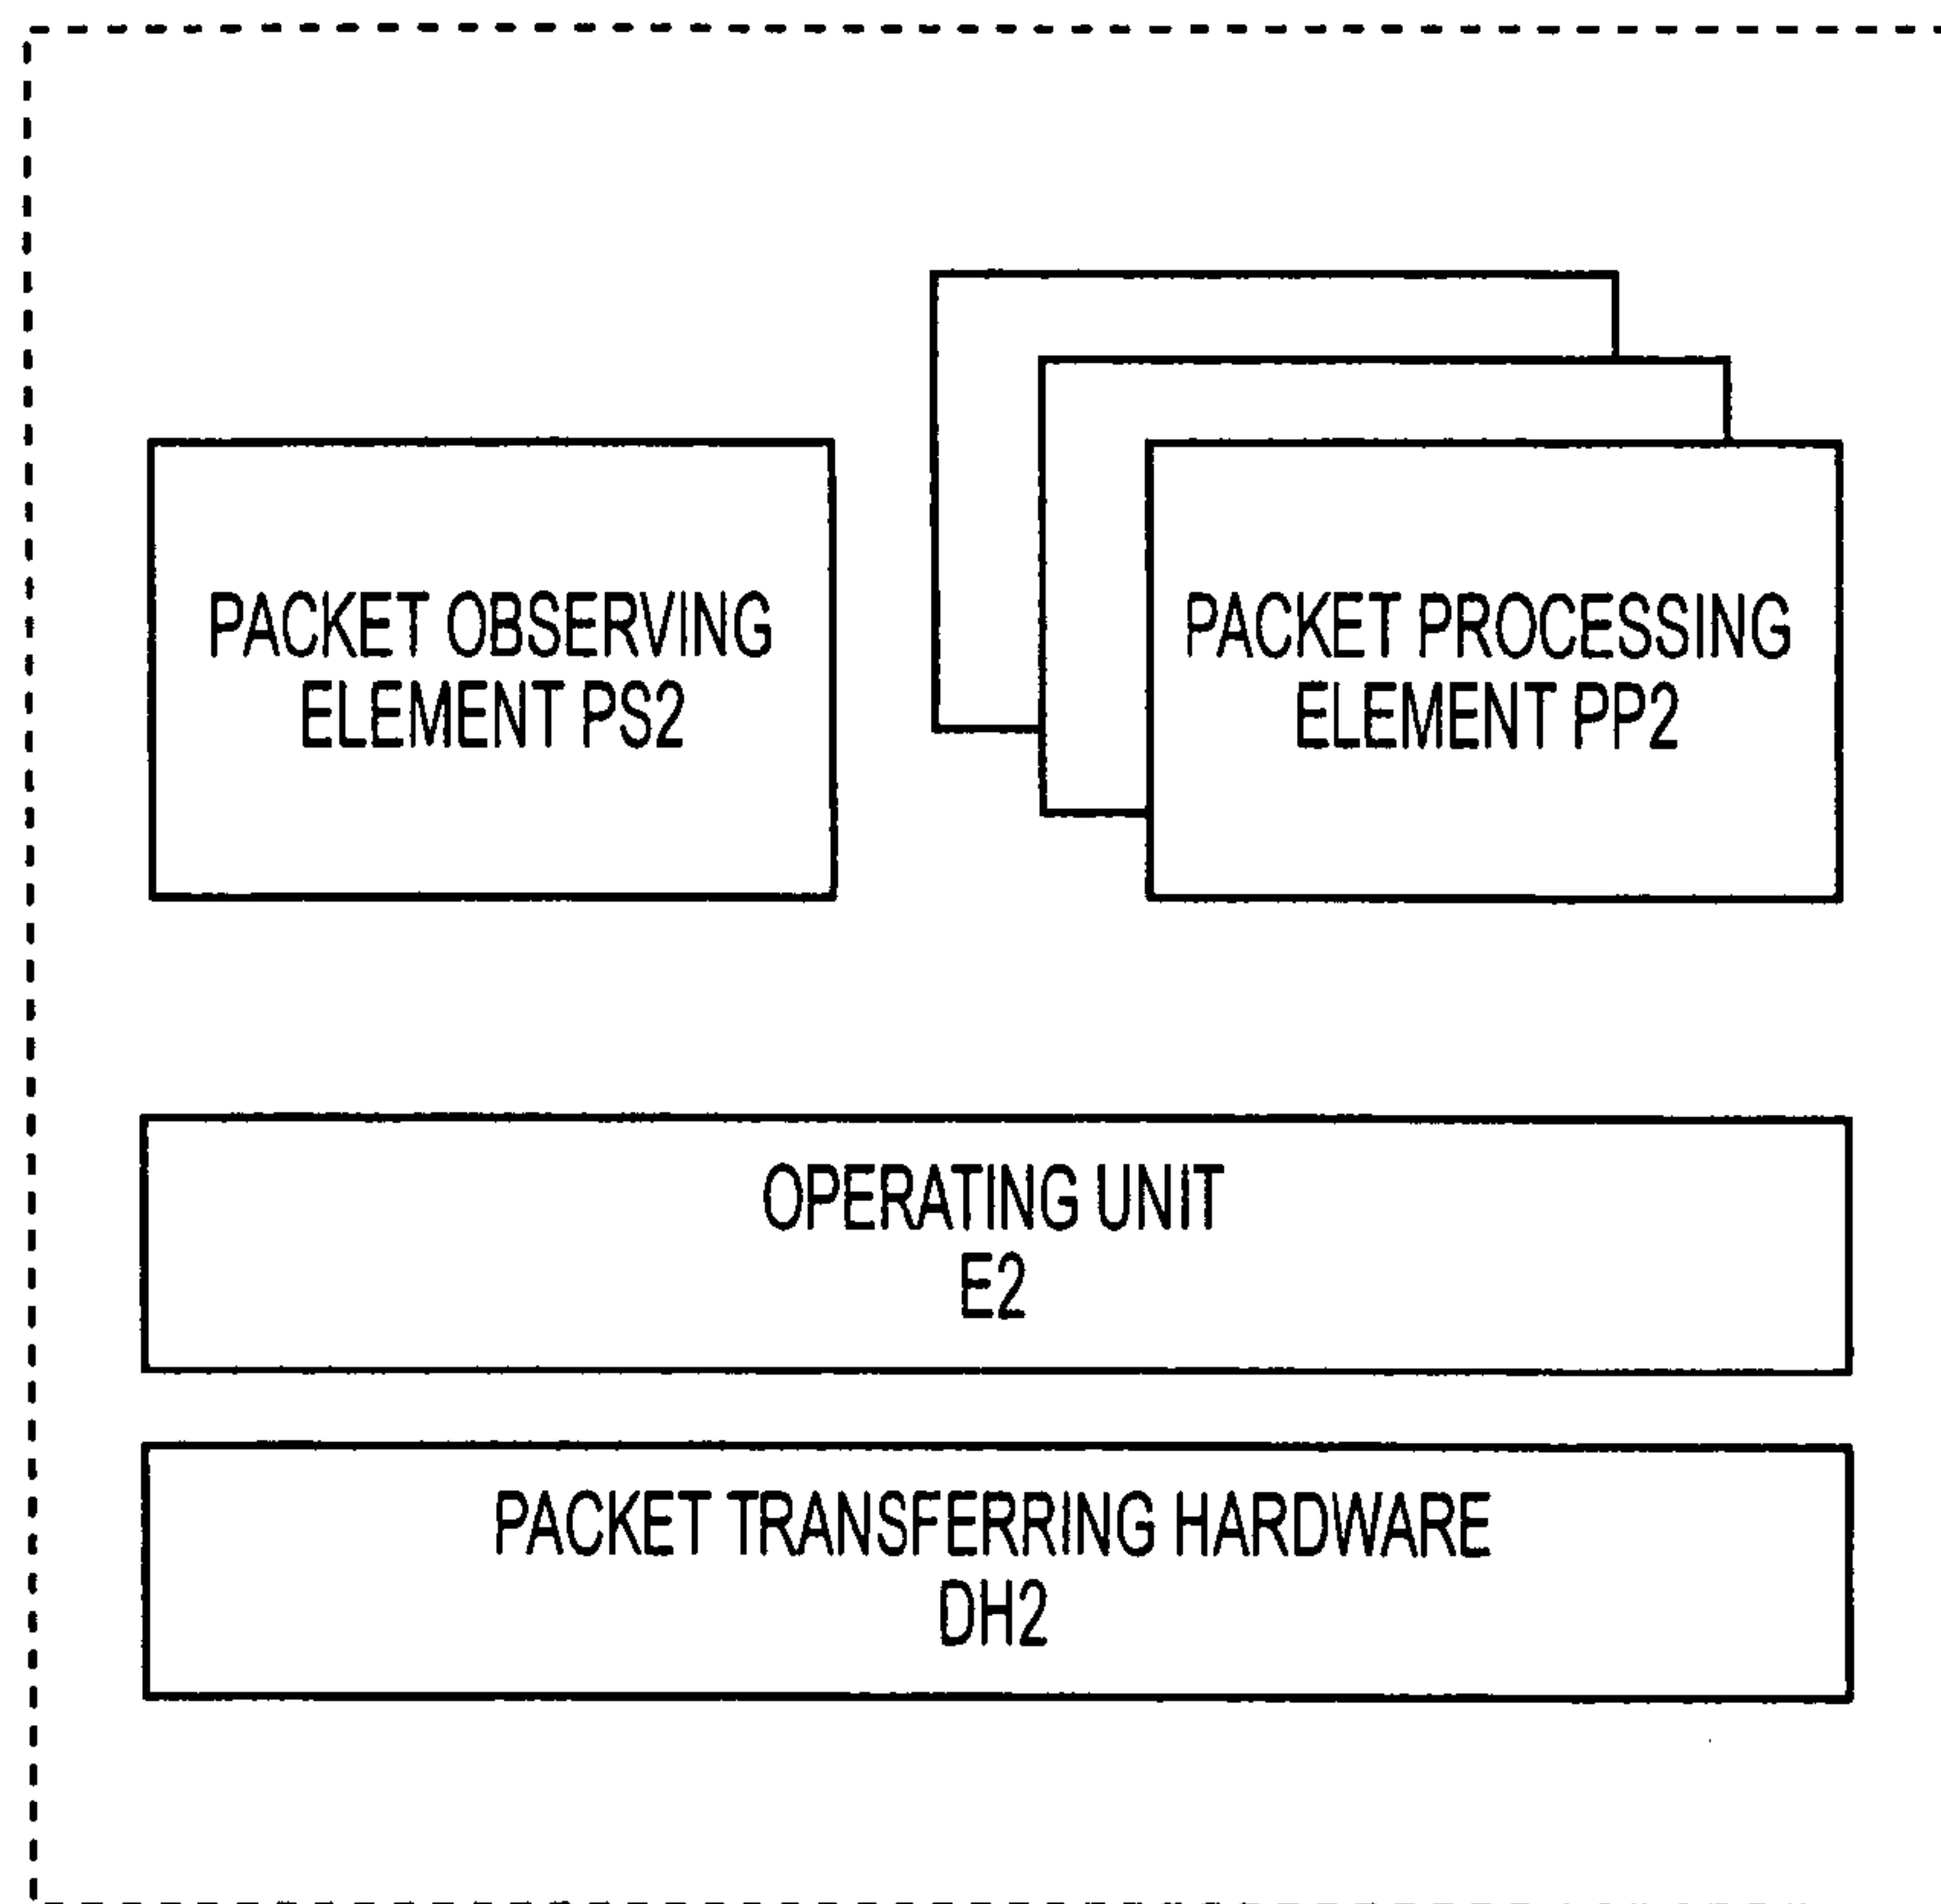 PACKET OBSERVING
ELEMENT PS2
PACKET PROCESSING
ELEMENT PP2
OPERATING UNIT
E2
PACKET TRANSFERRING HARDWARE
DH2